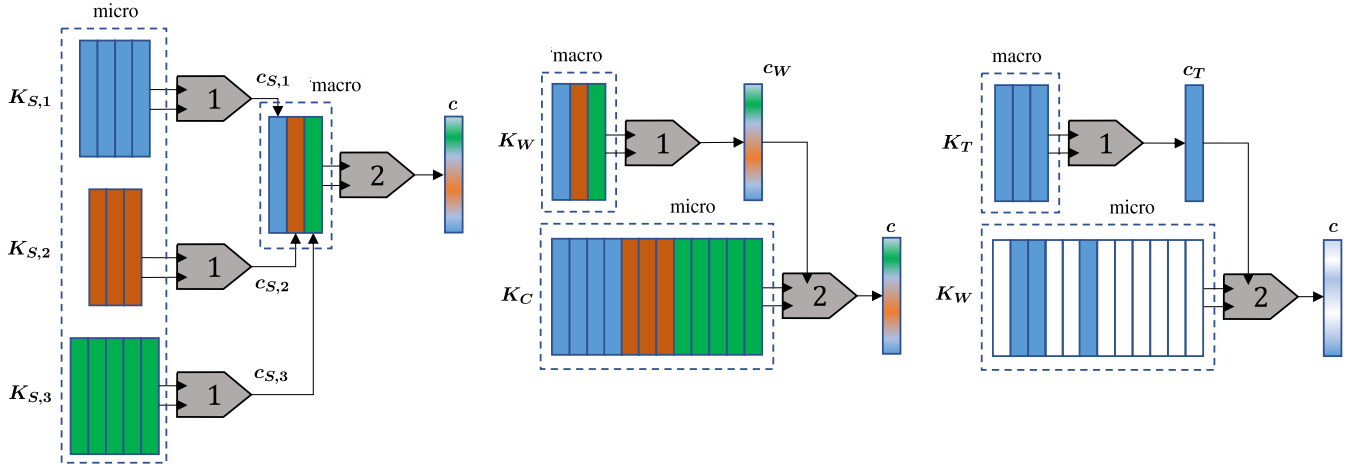 micro
K_{S,1}
1
c_{S,1}
macro
c
2
K_{S,2}
1
c_{S,2}
K_{S,3}
1
c_{S,3}
macro
K_W
1
c_W
micro
K_C
2
c
macro
K_T
1
c_T
micro
K_W
2
c